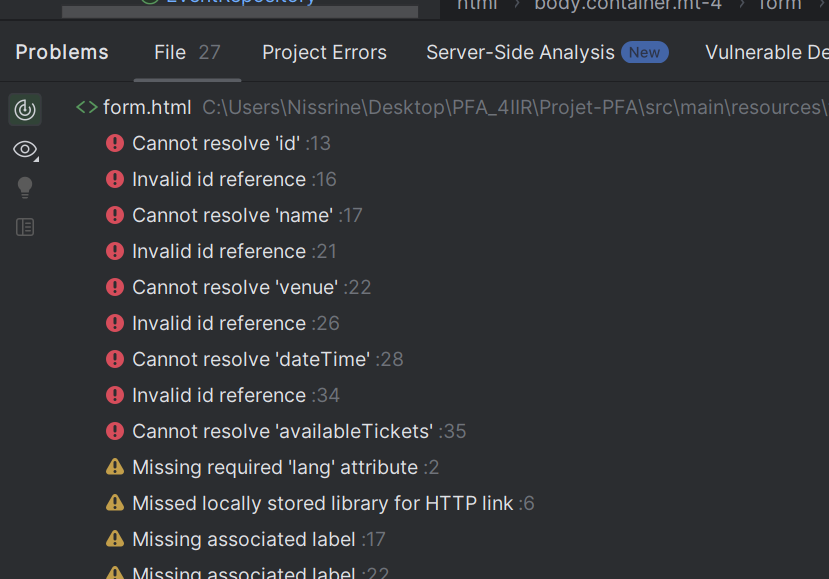 EventRepository
html > body.container.mt-4 > form
Problems File 27 Project Errors Server-Side Analysis New Vulnerable De
<> form.html C:\Users\Nissrine\Desktop\PFA_4IIR\Projet-PFA\src\main\resources\
Cannot resolve 'id' :13
Invalid id reference :16
Cannot resolve 'name' :17
Invalid id reference :21
Cannot resolve 'venue' :22
Invalid id reference :26
Cannot resolve 'dateTime' :28
Invalid id reference :34
Cannot resolve 'availableTickets' :35
Missing required 'lang' attribute :2
Missed locally stored library for HTTP link :6
Missing associated label :17
Missing associated label :22